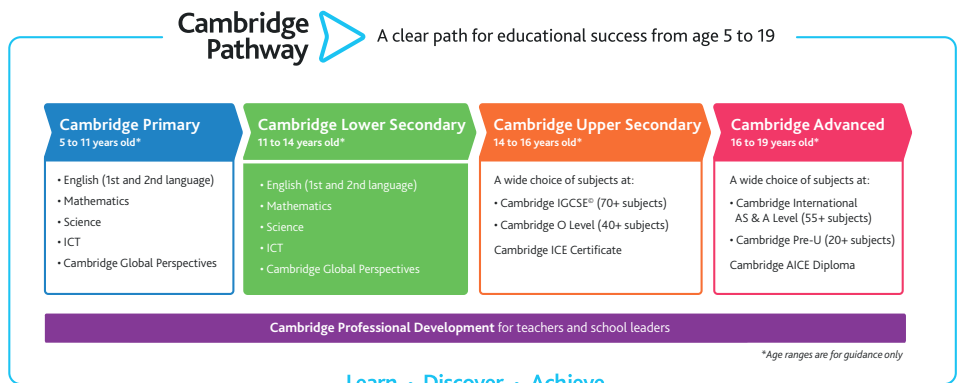 Cambridge
Pathway
A clear path for educational success from age 5 to 19
Cambridge Primary
5 to 11 years old*
• English (1st and 2nd language)
• Mathematics
• Science
• ICT
• Cambridge Global Perspectives
Cambridge Lower Secondary
11 to 14 years old*
• English (1st and 2nd language)
• Mathematics
• Science
• ICT
• Cambridge Global Perspectives
Cambridge Upper Secondary
14 to 16 years old*
A wide choice of subjects at:
• Cambridge IGCSE© (70+ subjects)
• Cambridge O Level (40+ subjects)
Cambridge ICE Certificate
Cambridge Advanced
16 to 19 years old*
A wide choice of subjects at:
• Cambridge International
AS & A Level (55+ subjects)
• Cambridge Pre-U (20+ subjects)
Cambridge AICE Diploma
Cambridge Professional Development for teachers and school leaders
*Age ranges are for guidance only
Learn · Discover · Achieve